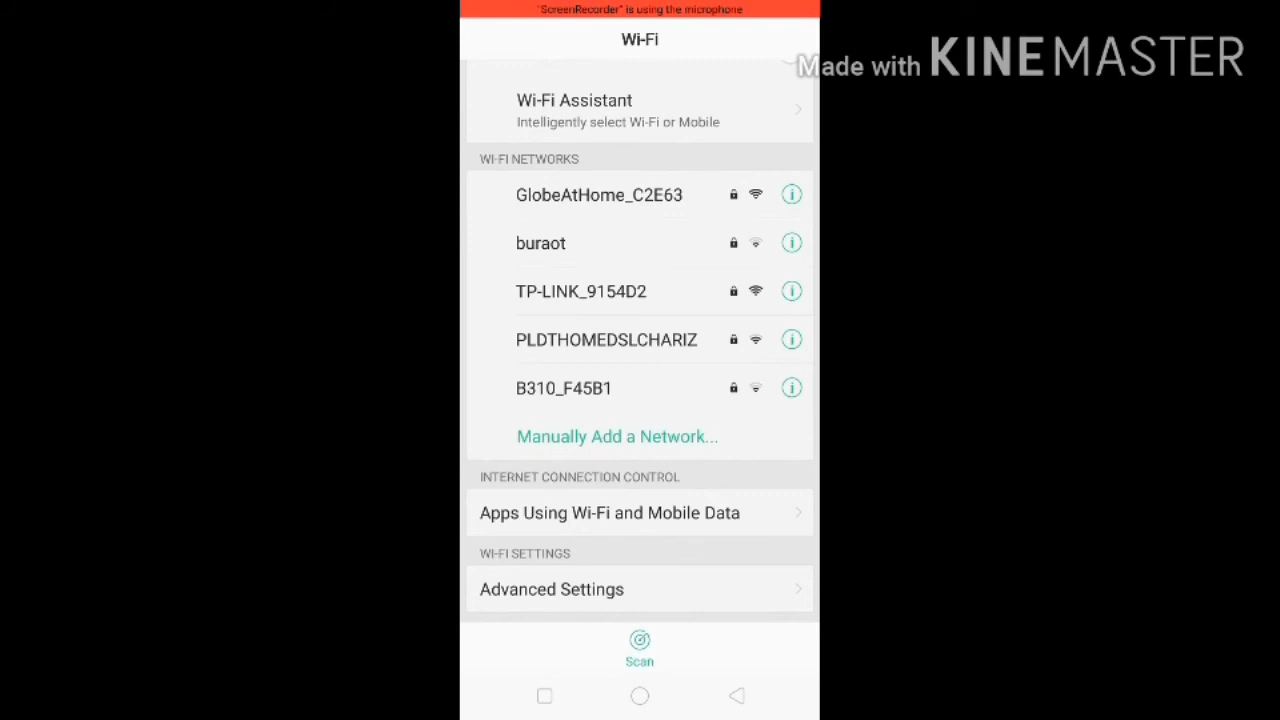 "ScreenRecorder" is using the microphone
Wi-Fi
Made with KINEMASTER
Wi-Fi Assistant
Intelligently select Wi-Fi or Mobile
WI-FI NETWORKS
GlobeAtHome_C2E63
buraot
TP-LINK_9154D2
PLDTHOMEDSLCHARIZ
B310_F45B1
Manually Add a Network...
INTERNET CONNECTION CONTROL
Apps Using Wi-Fi and Mobile Data
WI-FI SETTINGS
Advanced Settings
Scan